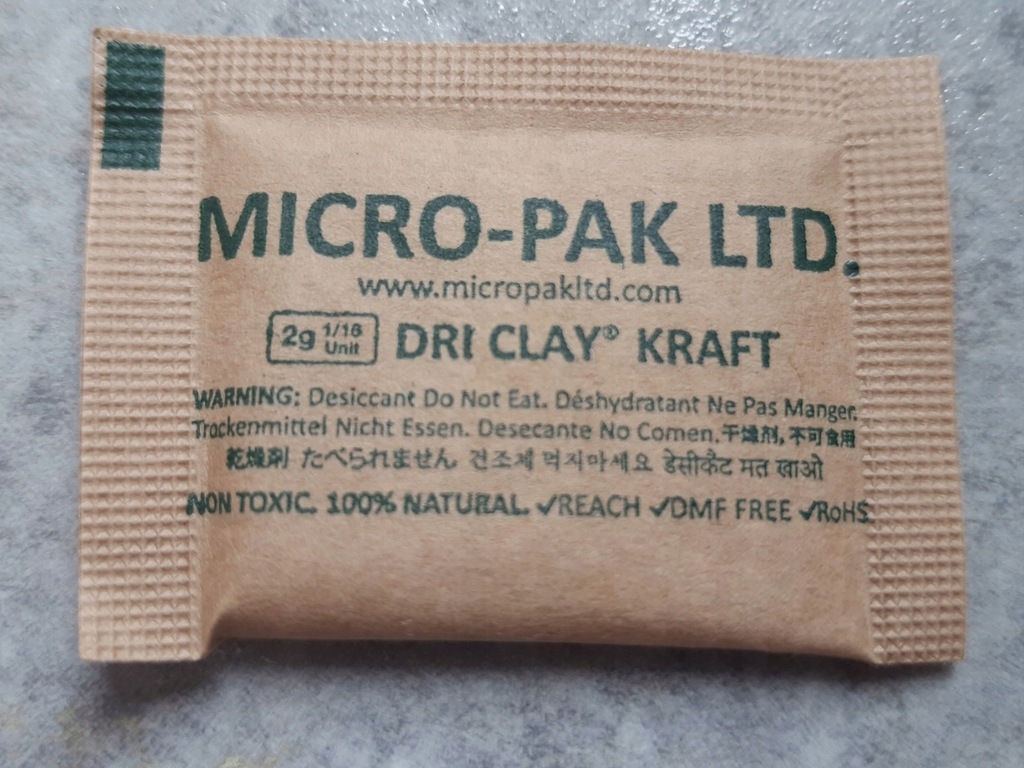 MICRO-PAK LTD.
www.micropakltd.com
2g 1/16 Unit DRI CLAY® KRAFT
WARNING: Desiccant Do Not Eat. Déshydratant Ne Pas Manger.
Trockenmittel Nicht Essen. Desecante No Comen. 干燥剂, 不可食用
乾燥剤 たべられません 건조제 먹지마세요 डेसीकैंट मत खाओ
NON TOXIC. 100% NATURAL. ✓REACH ✓DMF FREE ✓RoHS